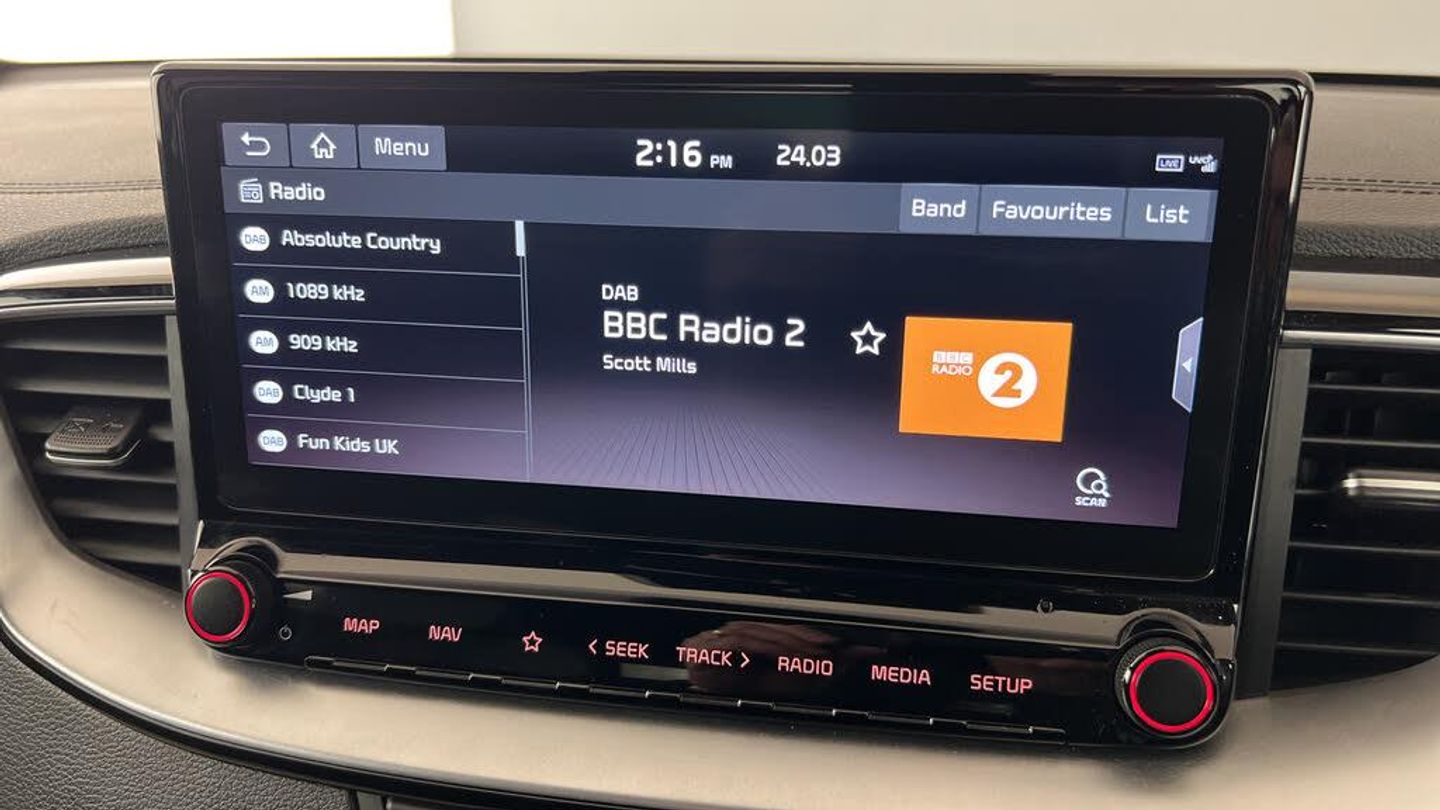 Menu
2:16 PM
24.03
LIVE
UVO
Radio
Band
Favourites
List
DAB Absolute Country
AM 1089 kHz
AM 909 kHz
DAB Clyde 1
DAB Fun Kids UK
DAB
BBC Radio 2
Scott Mills
BBC
RADIO
2
SCAN
MAP
NAV
< SEEK
TRACK >
RADIO
MEDIA
SETUP